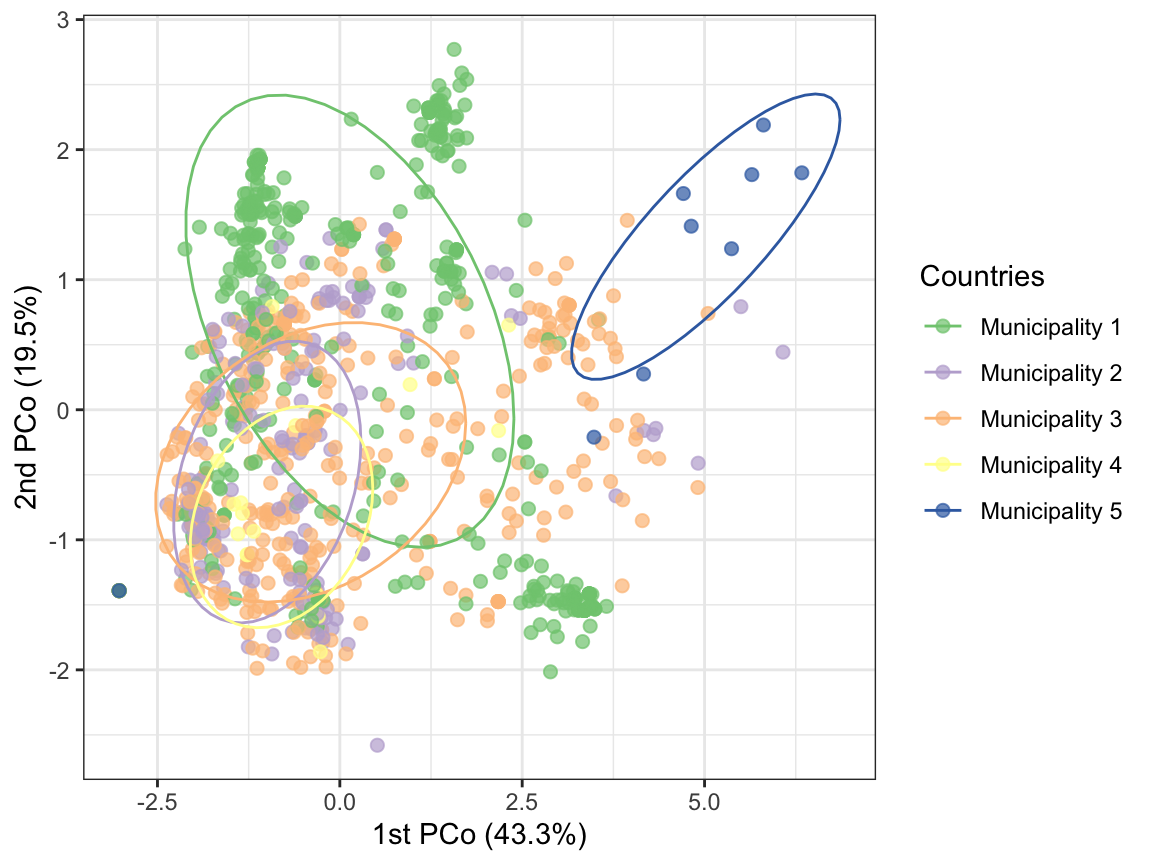 3
2
1
0
-1
-2
2nd PCo (19.5%)
-2.5
0.0
2.5
5.0
1st PCo (43.3%)
Countries
Municipality 1
Municipality 2
Municipality 3
Municipality 4
Municipality 5